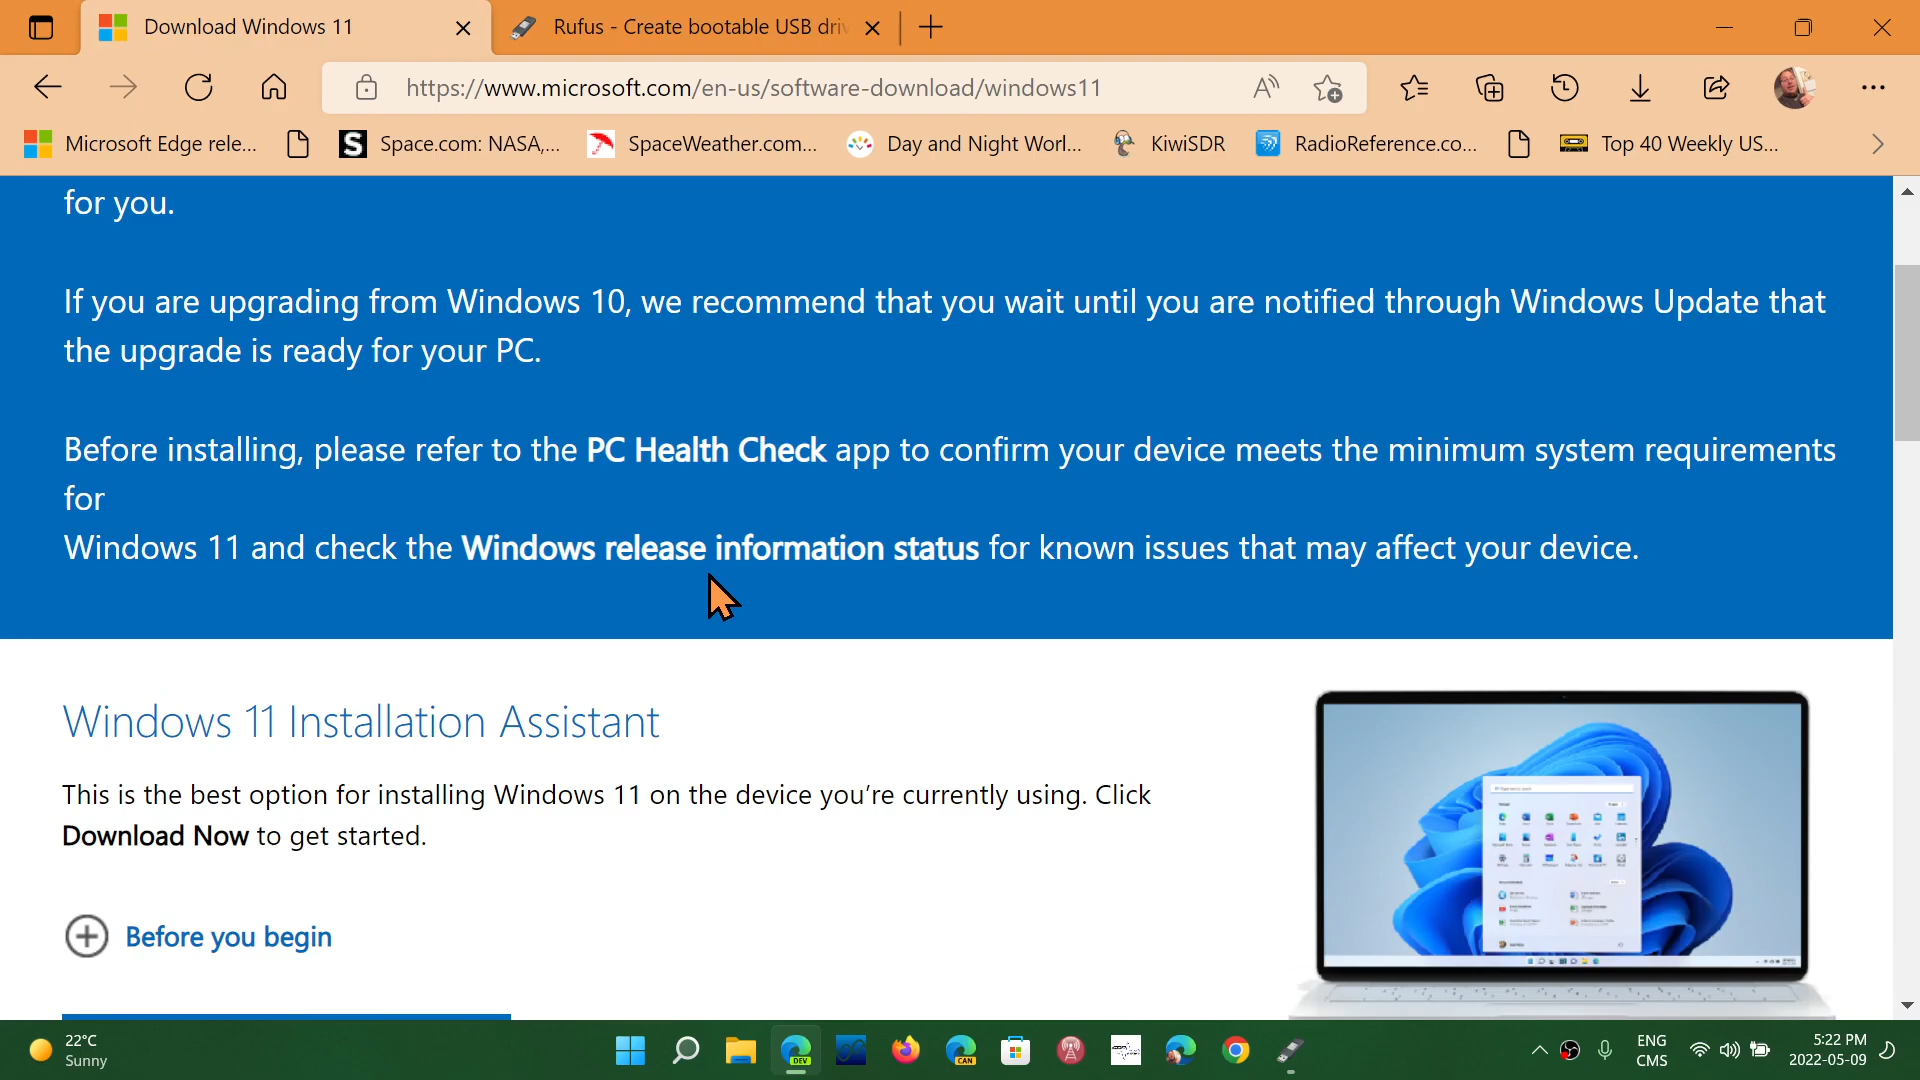 Download Windows 11
Rufus - Create bootable USB driv
https://www.microsoft.com/en-us/software-download/windows11
Microsoft Edge rele...
Space.com: NASA,...
SpaceWeather.com...
Day and Night Worl...
KiwiSDR
RadioReference.co...
Top 40 Weekly US...
for you.
If you are upgrading from Windows 10, we recommend that you wait until you are notified through Windows Update that
the upgrade is ready for your PC.
Before installing, please refer to the PC Health Check app to confirm your device meets the minimum system requirements
for
Windows 11 and check the Windows release information status for known issues that may affect your device.
Windows 11 Installation Assistant
This is the best option for installing Windows 11 on the device you're currently using. Click
Download Now to get started.
Before you begin
22°C
Sunny
DEV
CAN
ENG
CMS
5:22 PM
2022-05-09